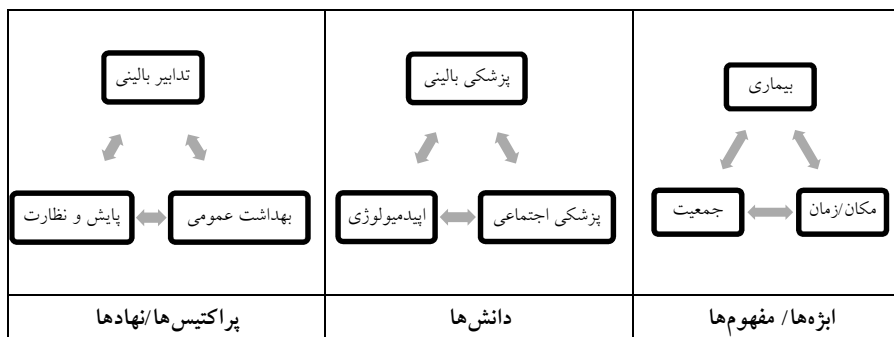 بیماری
مکان/زمان
جمعیت
ابژه‌ها/ مفهوم‌ها
پزشکی بالینی
پزشکی اجتماعی
اپیدمیولوژی
دانش‌ها
تدابیر بالینی
بهداشت عمومی
پایش و نظارت
پراکتیس‌ها/نهادها